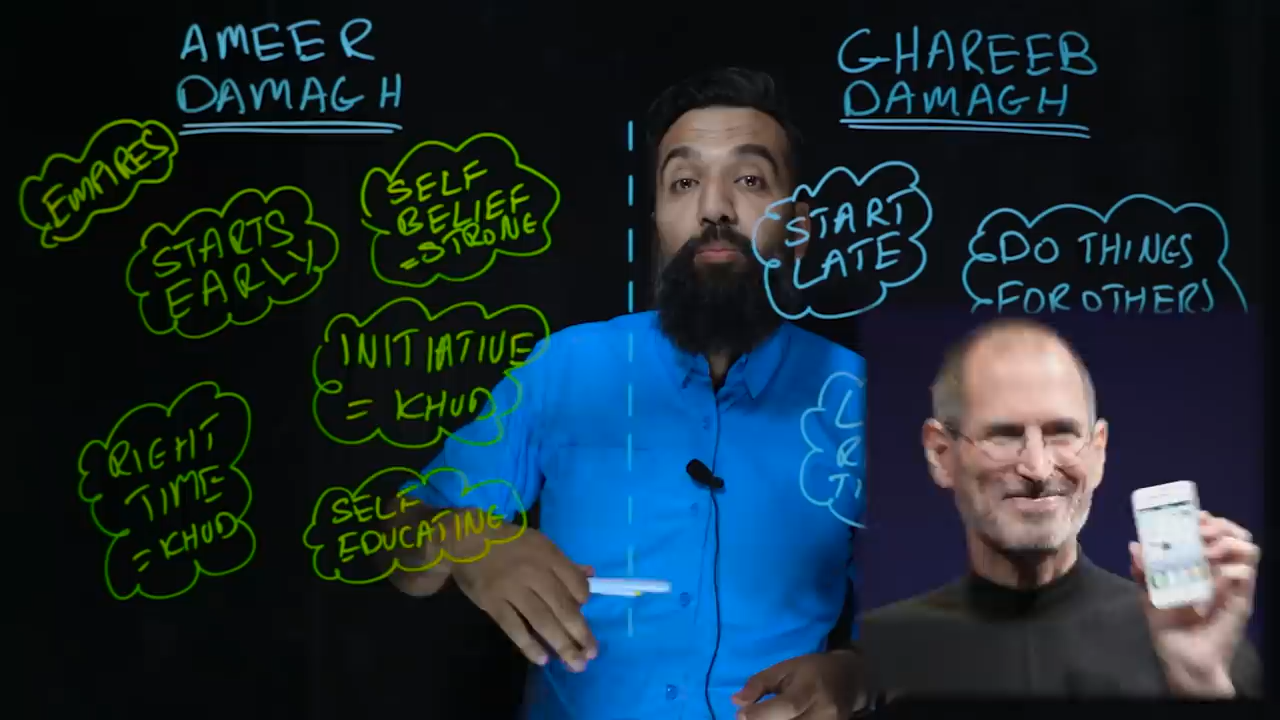 AMEER
DAMAGH
EMPIRES
STARTS
EARLY
SELF
BELIEF
=STRONG
INITIATIVE
= KHUD
RIGHT
TIME
=KHUD
SELF
EDUCATING
GHAREEB
DAMAGH
START
LATE
DO THINGS
FOR OTHERS